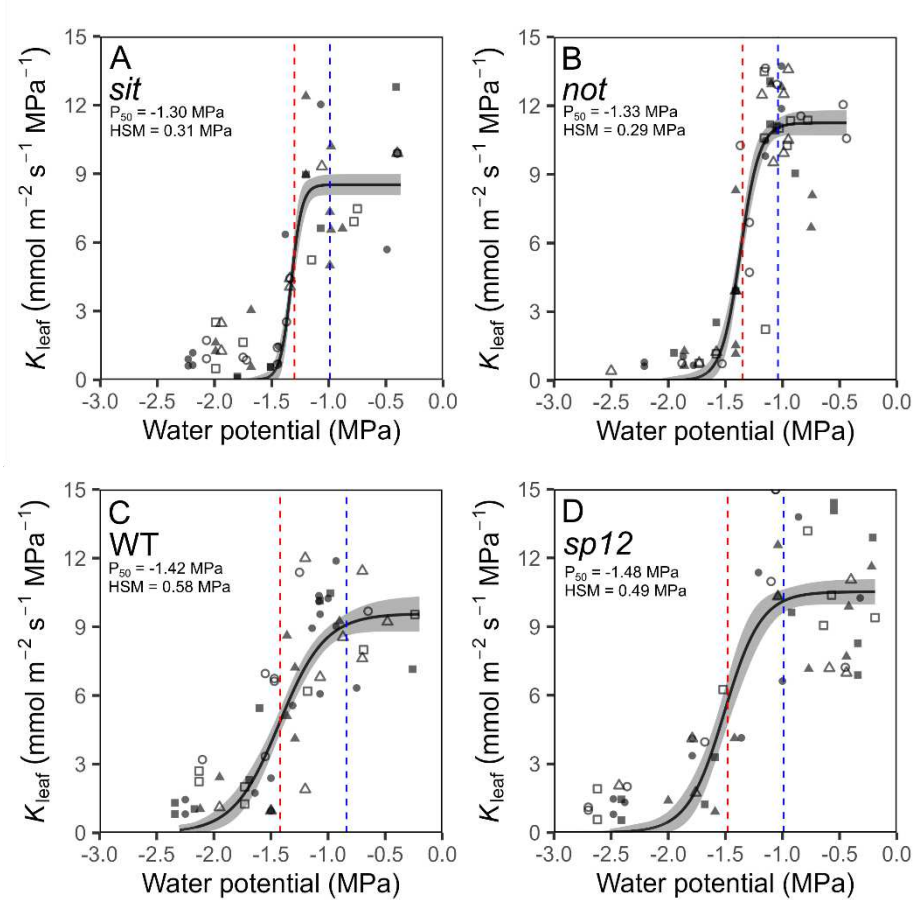 A
sit
P₅₀ = -1.30 MPa
HSM = 0.31 MPa
Kleaf (mmol m⁻² s⁻¹ MPa⁻¹)
15
12
9
6
3
0
-3.0 -2.5 -2.0 -1.5 -1.0 -0.5 0.0
Water potential (MPa)
B
not
P₅₀ = -1.33 MPa
HSM = 0.29 MPa
Kleaf (mmol m⁻² s⁻¹ MPa⁻¹)
15
12
9
6
3
0
-3.0 -2.5 -2.0 -1.5 -1.0 -0.5 0.0
Water potential (MPa)
C
WT
P₅₀ = -1.42 MPa
HSM = 0.58 MPa
Kleaf (mmol m⁻² s⁻¹ MPa⁻¹)
15
12
9
6
3
0
-3.0 -2.5 -2.0 -1.5 -1.0 -0.5 0.0
Water potential (MPa)
D
sp12
P₅₀ = -1.48 MPa
HSM = 0.49 MPa
Kleaf (mmol m⁻² s⁻¹ MPa⁻¹)
15
12
9
6
3
0
-3.0 -2.5 -2.0 -1.5 -1.0 -0.5 0.0
Water potential (MPa)